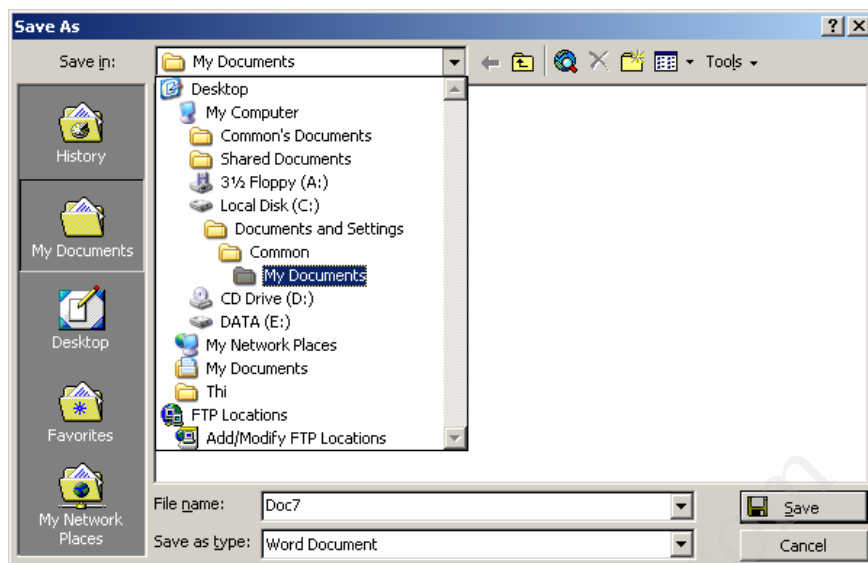 Save As
Save in: My Documents Tools
Desktop
My Computer
Common's Documents
Shared Documents
3½ Floppy (A:)
Local Disk (C:)
Documents and Settings
Common
My Documents
CD Drive (D:)
DATA (E:)
My Network Places
My Documents
Thi
FTP Locations
Add/Modify FTP Locations
History
My Documents
Desktop
Favorites
My Network
Places
File name: Doc7 Save
Save as type: Word Document Cancel